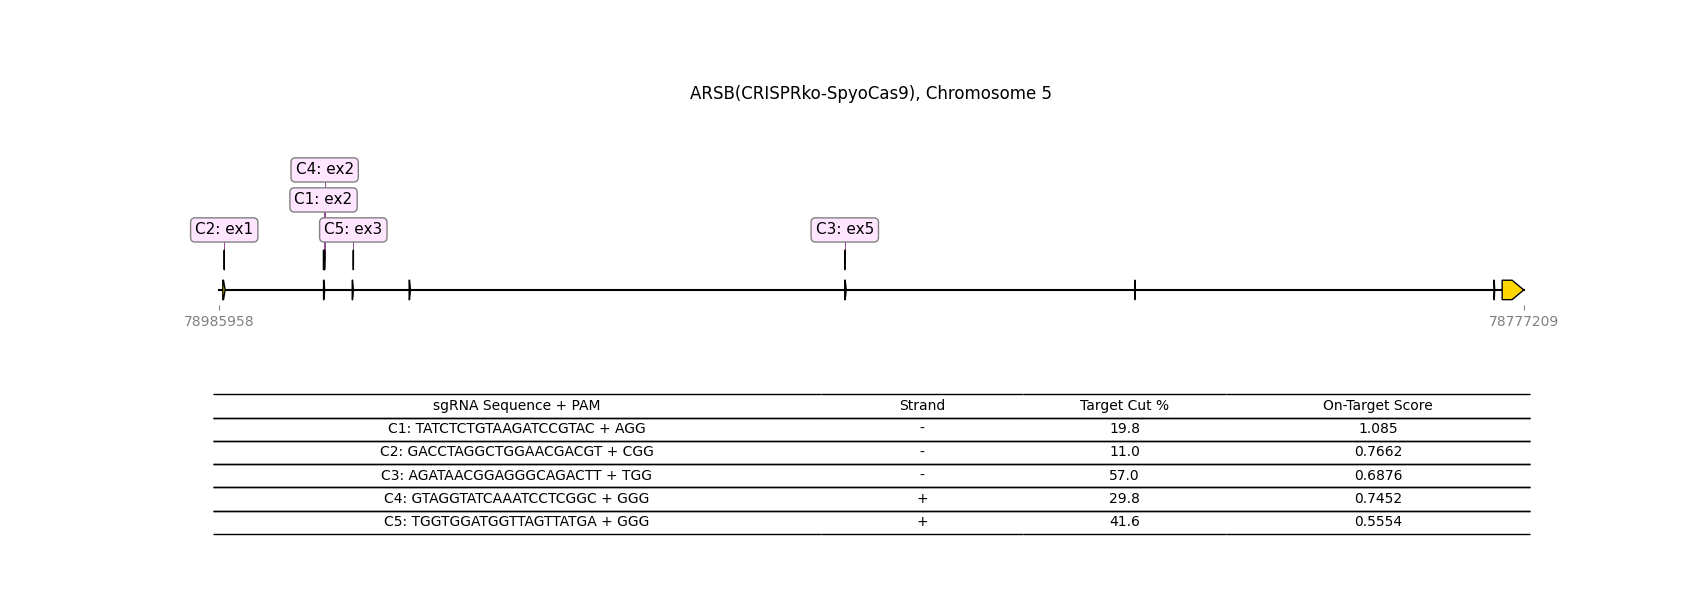 ARSB(CRISPRko-SpyoCas9), Chromosome 5
C4: ex2
C1: ex2
C2: ex1 C5: ex3 C3: ex5
78985958 78777209
sgRNA Sequence + PAM Strand Target Cut % On-Target Score
C1: TATCTCTGTAAGATCCGTAC + AGG - 19.8 1.085
C2: GACCTAGGCTGGAACGACGT + CGG - 11.0 0.7662
C3: AGATAACGGAGGGCAGACTT + TGG - 57.0 0.6876
C4: GTAGGTATCAAATCCTCGGC + GGG + 29.8 0.7452
C5: TGGTGGATGGTTAGTTATGA + GGG + 41.6 0.5554